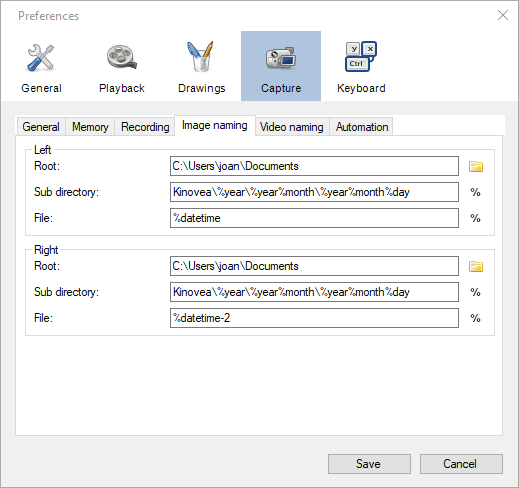 Preferences
General Playback Drawings Capture Keyboard
General Memory Recording Image naming Video naming Automation
Left
Root: C:\Users\joan\Documents
Sub directory: Kinovea\%year\%year%month\%year%month%day %
File: %datetime %
Right
Root: C:\Users\joan\Documents
Sub directory: Kinovea\%year\%year%month\%year%month%day %
File: %datetime-2 %
Save Cancel